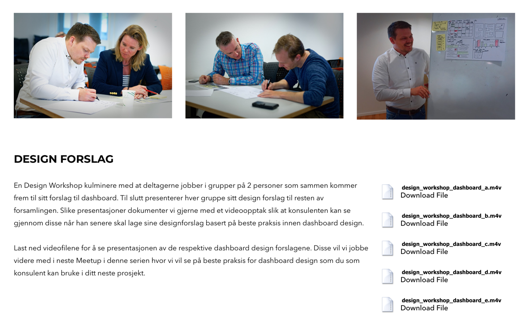 DESIGN FORSLAG
En Design Workshop kulminere med at deltagerne jobber i grupper på 2 personer som sammen kommer
frem til sitt forslag til dashboard. Til slutt presenterer hver gruppe sitt design forslag til resten av
forsamlingen. Slike presentasjoner dokumenter vi gjerne med et videoopptak slik at konsulenten kan se
gjennom disse når han senere skal lage sine designforslag basert på beste praksis innen dashboard design.
Last ned videofilene for å se presentasjonen av de respektive dashboard design forslagene. Disse vil vi jobbe
videre med i neste Meetup i denne serien hvor vi vil se på beste praksis for dashboard design som du som
konsulent kan bruke i ditt neste prosjekt.
design_workshop_dashboard_a.m4v
Download File
design_workshop_dashboard_b.m4v
Download File
design_workshop_dashboard_c.m4v
Download File
design_workshop_dashboard_d.m4v
Download File
design_workshop_dashboard_e.m4v
Download File